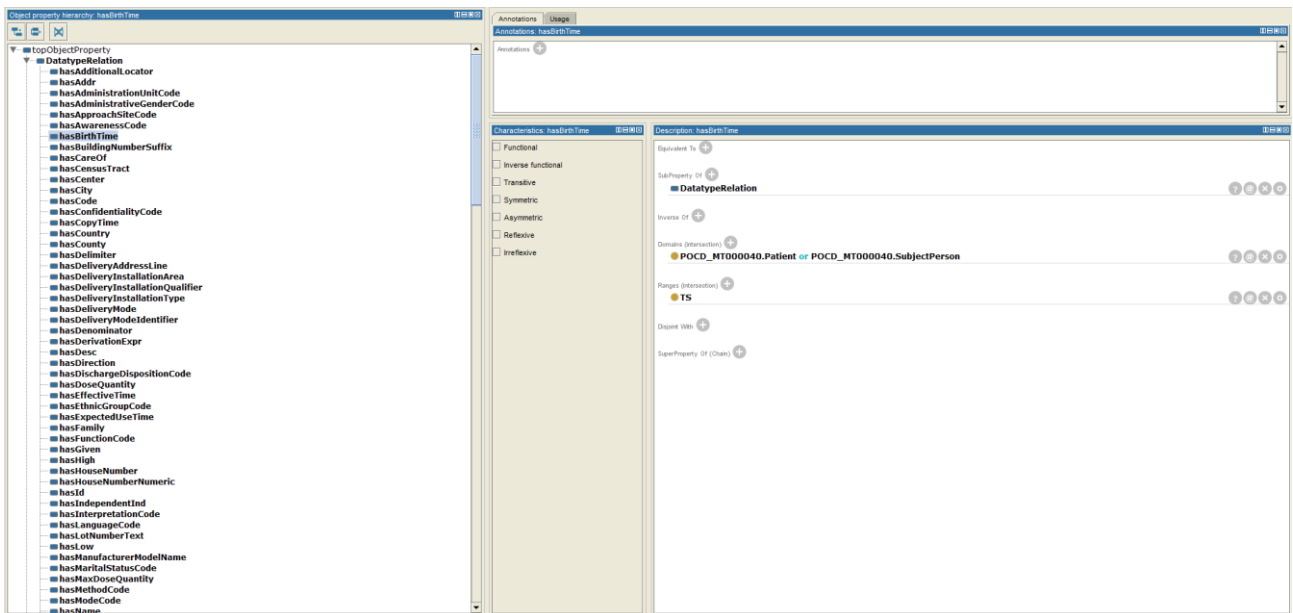 Object property hierarchy: hasBirthTime
topObjectProperty
DatatypeRelation
hasAdditionalLocator
hasAddr
hasAdministrationUnitCode
hasAdministrativeGenderCode
hasApproachSiteCode
hasAwarenessCode
hasBirthTime
hasBuildingNumberSuffix
hasCareOf
hasCensusTract
hasCenter
hasCity
hasCode
hasConfidentialityCode
hasCopyTime
hasCountry
hasCounty
hasDelimiter
hasDeliveryAddressLine
hasDeliveryInstallationArea
hasDeliveryInstallationQualifier
hasDeliveryInstallationType
hasDeliveryMode
hasDeliveryModeIdentifier
hasDenominator
hasDerivationExpr
hasDesc
hasDirection
hasDischargeDispositionCode
hasDoseQuantity
hasEffectiveTime
hasEthnicGroupCode
hasExpectedUseTime
hasFamily
hasFunctionCode
hasGiven
hasHigh
hasHouseNumber
hasHouseNumberNumeric
hasId
hasIndependentInd
hasInterpretationCode
hasLanguageCode
hasLotNumberText
hasLow
hasManufacturerModelName
hasMaritalStatusCode
hasMaxDoseQuantity
hasMethodCode
hasModeCode
hasName
Annotations Usage
Annotations: hasBirthTime
Annotations
Characteristics: hasBirthTime
Functional
Inverse functional
Transitive
Symmetric
Asymmetric
Reflexive
Irreflexive
Description: hasBirthTime
Equivalent To
SubProperty Of
DatatypeRelation
Inverse Of
Domains (intersection)
POCD_MT000040.Patient or POCD_MT000040.SubjectPerson
Ranges (intersection)
TS
Disjoint With
SuperProperty Of (Chain)